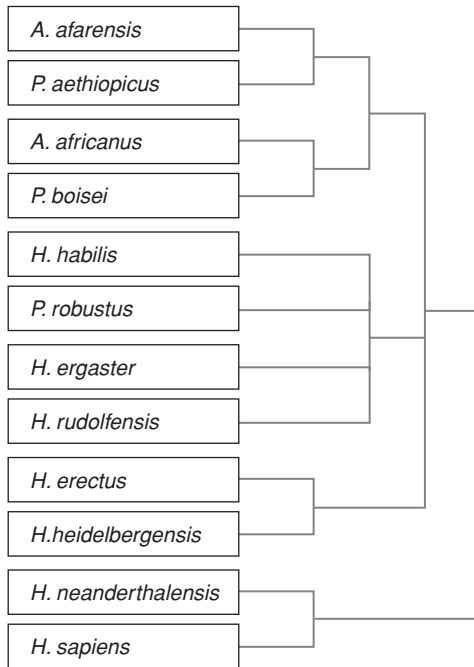 A. afarensis
P. aethiopicus
A. africanus
P. boisei
H. habilis
P. robustus
H. ergaster
H. rudolfensis
H. erectus
H.heidelbergensis
H. neanderthalensis
H. sapiens